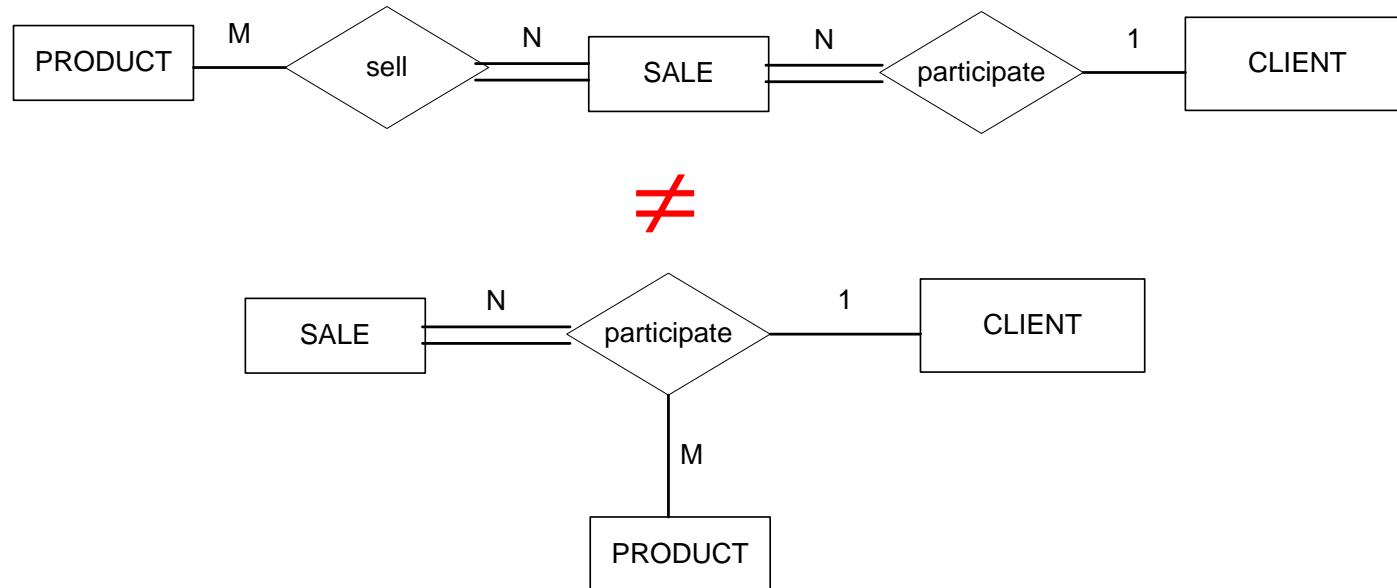 M N N 1
PRODUCT sell SALE participate CLIENT
≠
N 1
SALE participate CLIENT
M
PRODUCT